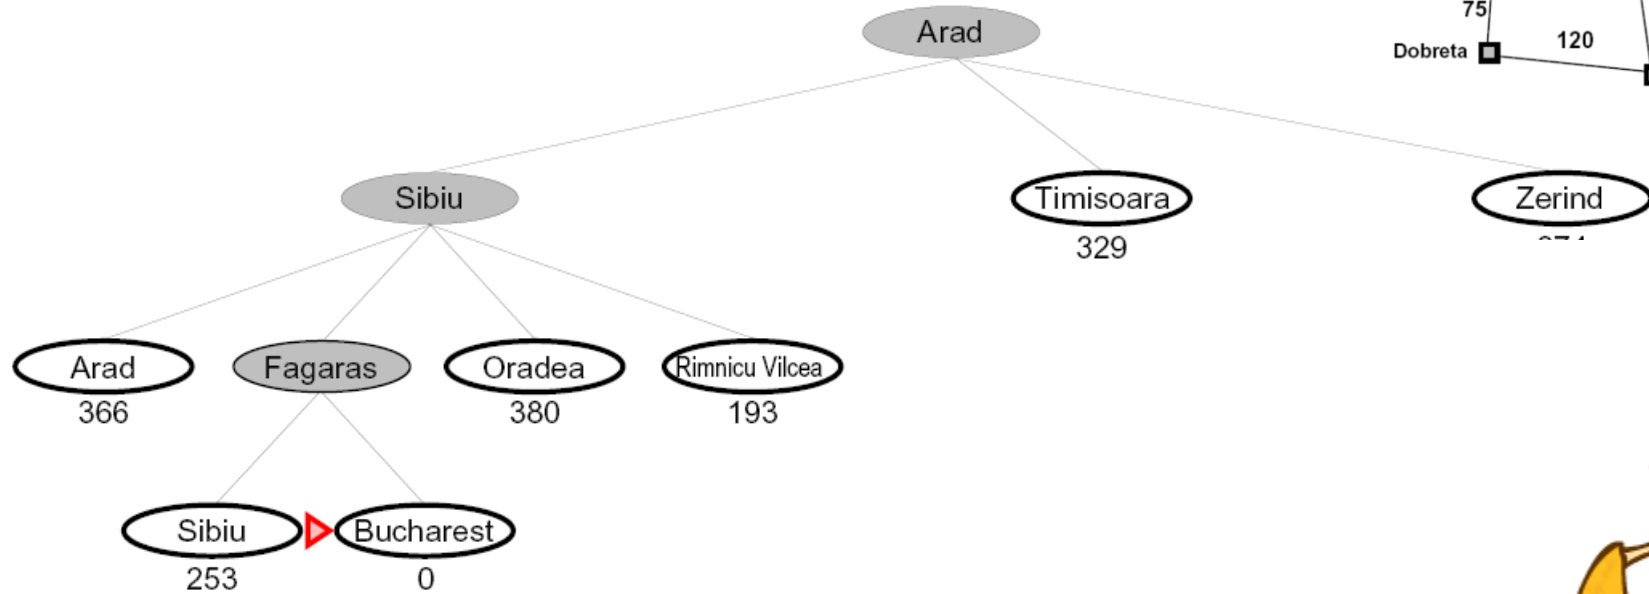 Arad
75
Dobreta
120
Sibiu
Timisoara
Zerind
329
Arad
Fagaras
Oradea
Rimnicu Vilcea
366
380
193
Sibiu
Bucharest
253
0